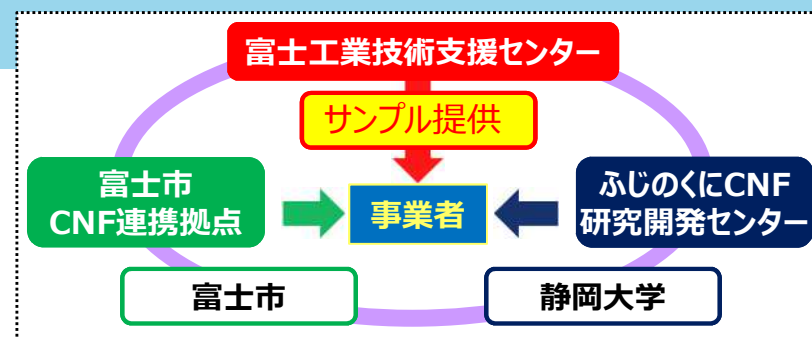 富士工業技術支援センター
サンプル提供
富士市
CNF連携拠点
事業者
ふじのくにCNF
研究開発センター
富士市
静岡大学